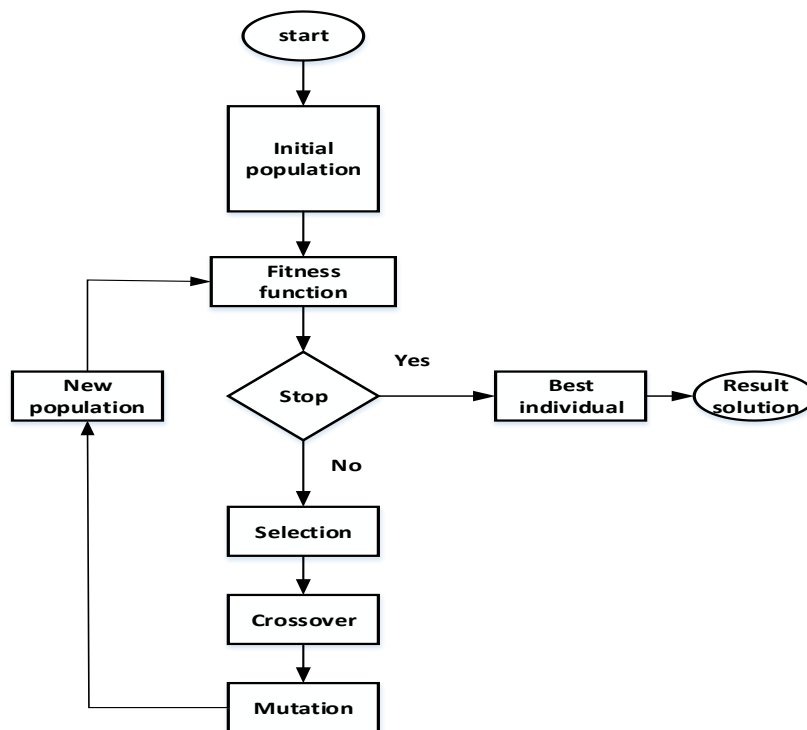 start
Initial
population
Fitness
function
Yes
New
population
Stop
Best
individual
Result
solution
No
Selection
Crossover
Mutation